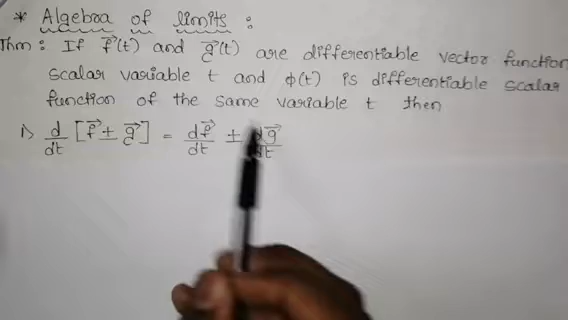 * Algebra of limits :
Thm : If f⃗(t) and g⃗(t) are differentiable vector function
scalar variable t and ϕ(t) is differentiable scalar
function of the same variable t then
1) d/dt [f⃗ ± g⃗] = df⃗/dt ± dg⃗/dt